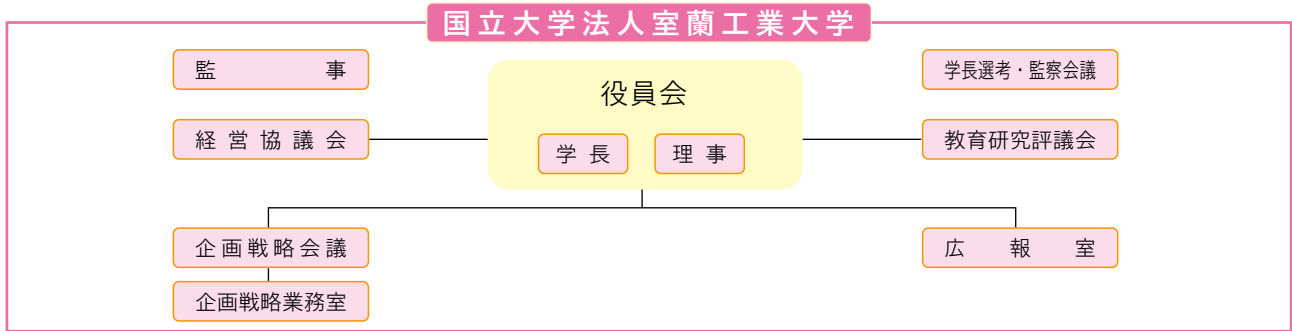 国立大学法人室蘭工業大学
監事
学長選考・監察会議
役員会
経営協議会
教育研究評議会
学長
理事
企画戦略会議
広報室
企画戦略業務室